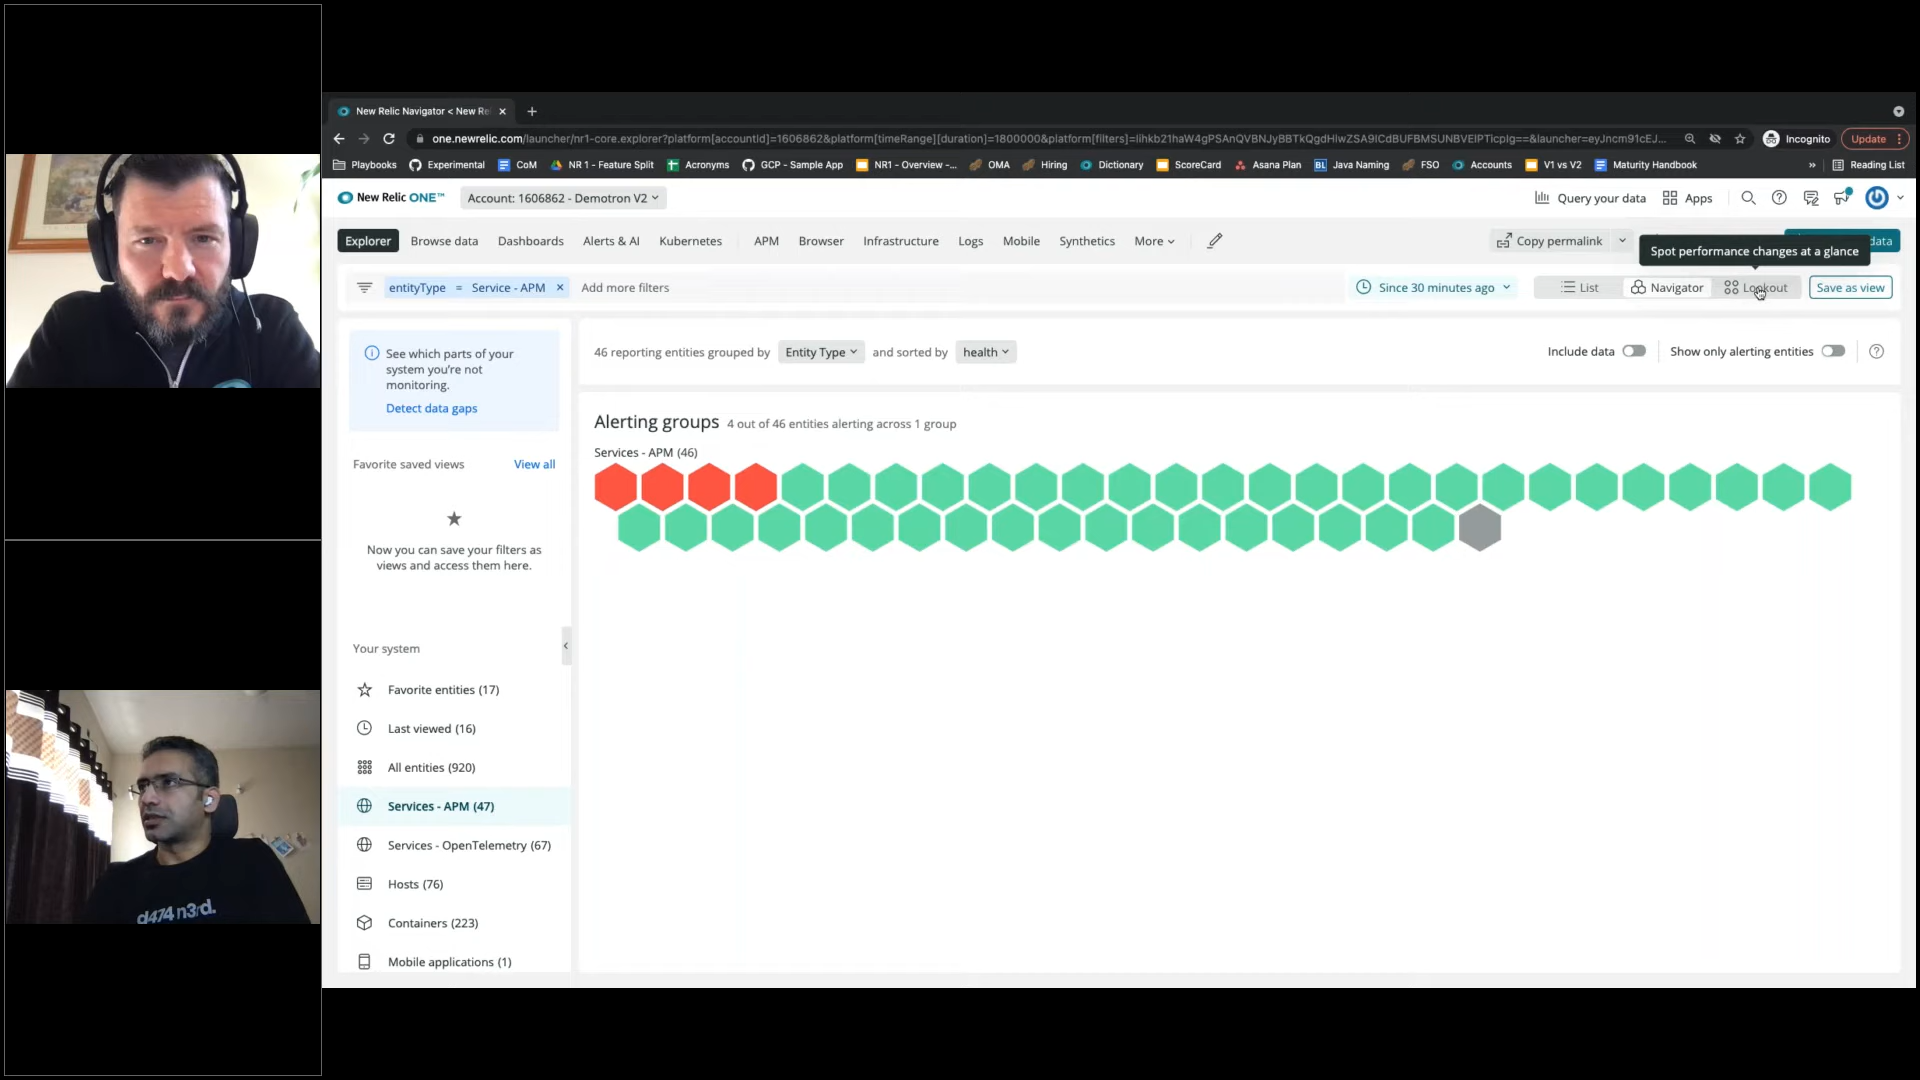 New Relic Navigator < New Re
one.newrelic.com/launcher/nr1-core.explorer?platform[accountId]=1606862&platform[timeRange][duration]=1800000&platform[filters]=
Incognito
Update
Playbooks
Experimental
CoM
NR 1 - Feature Split
Acronyms
GCP - Sample App
NR1 - Overview -...
OMA
Hiring
Dictionary
ScoreCard
Asana Plan
BL Java Naming
FSO
Accounts
V1 vs V2
Maturity Handbook
»
Reading List
New Relic ONE™
Account: 1606862 - Demotron V2
Query your data
Apps
Explorer
Browse data
Dashboards
Alerts & AI
Kubernetes
APM
Browser
Infrastructure
Logs
Mobile
Synthetics
More
Copy permalink
data
Spot performance changes at a glance
entityType = Service - APM ×
Add more filters
Since 30 minutes ago
List
Navigator
Lookout
Save as view
See which parts of your
system you're not
monitoring.
Detect data gaps
Favorite saved views
View all
Now you can save your filters as
views and access them here.
Your system
Favorite entities (17)
Last viewed (16)
All entities (920)
Services - APM (47)
Services - OpenTelemetry (67)
Hosts (76)
Containers (223)
Mobile applications (1)
46 reporting entities grouped by Entity Type and sorted by health
Include data
Show only alerting entities
Alerting groups 4 out of 46 entities alerting across 1 group
Services - APM (46)
d474 n3rd.